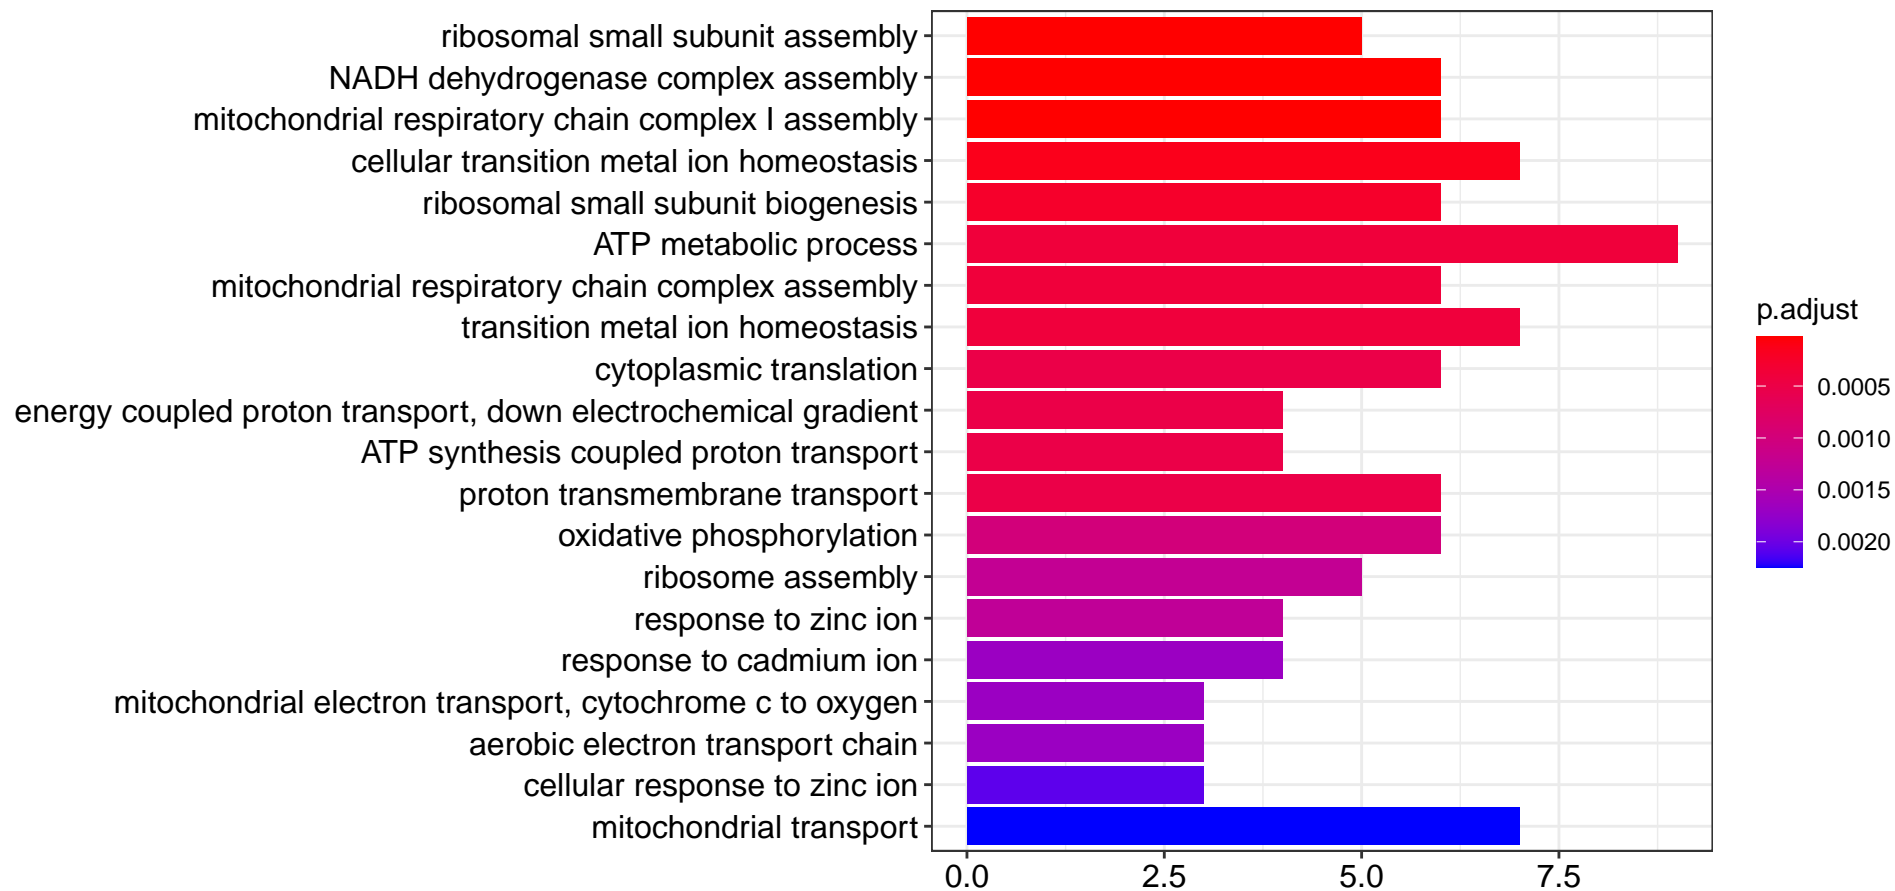 ribosomal small subunit assembly
NADH dehydrogenase complex assembly
mitochondrial respiratory chain complex I assembly
cellular transition metal ion homeostasis
ribosomal small subunit biogenesis
ATP metabolic process
mitochondrial respiratory chain complex assembly
transition metal ion homeostasis
cytoplasmic translation
energy coupled proton transport, down electrochemical gradient
ATP synthesis coupled proton transport
proton transmembrane transport
oxidative phosphorylation
ribosome assembly
response to zinc ion
response to cadmium ion
mitochondrial electron transport, cytochrome c to oxygen
aerobic electron transport chain
cellular response to zinc ion
mitochondrial transport
0.0 2.5 5.0 7.5
p.adjust
0.0005
0.0010
0.0015
0.0020